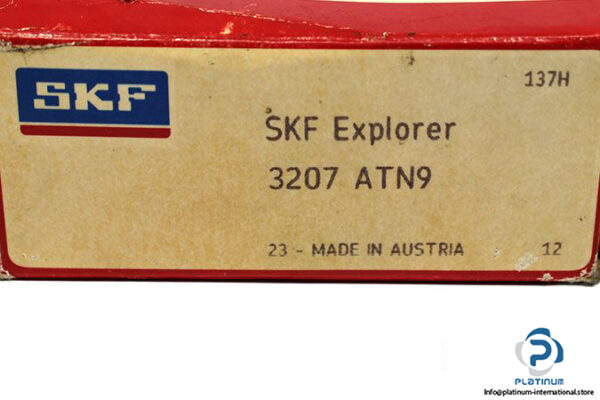 SKF
137H
SKF Explorer
3207 ATN9
23 - MADE IN AUSTRIA 12
PLATINUM
Info@platinum-international.store